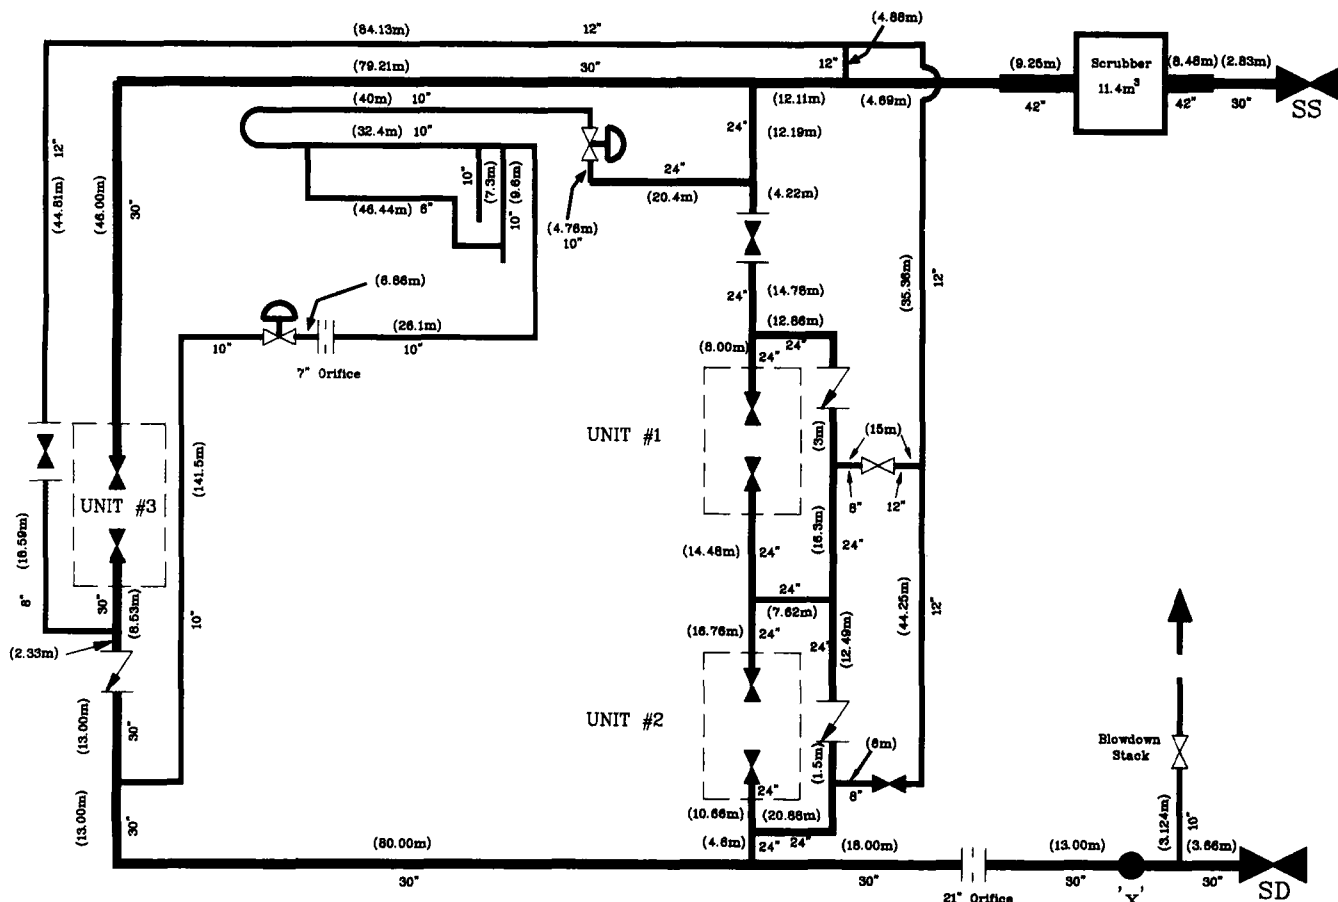 (84.13m) 12"
(4.88m)
(79.21m) 30"
12"
(9.25m)
Scrubber
11.4m³
(8.48m) (2.83m)
42"
42"
30"
SS
(12.11m)
(4.69m)
(40m) 10"
(32.4m) 10"
24"
(12.19m)
12"
(44.61m)
(46.00m)
30"
10"
(7.3m)
(9.6m)
10"
24"
(20.4m)
(4.22m)
(46.44m) 6"
(4.76m)
10"
(35.36m)
12"
(6.86m)
24"
(14.78m)
(12.86m)
24"
(26.1m)
10"
10"
7" Orifice
(8.00m)
24"
UNIT #1
(3m)
(15m)
8"
12"
(141.5m)
UNIT #3
(16.59m)
(14.48m)
24"
(16.3m)
24"
8"
30"
(8.53m)
10"
24"
(7.62m)
(44.25m)
12"
(2.33m)
(16.76m)
24"
24"
(12.49m)
UNIT #2
(13.00m)
30"
(1.5m)
(6m)
8"
Blowdown
Stack
24"
(13.00m)
30"
(10.66m)
(20.88m)
(3.124m)
10"
(80.00m)
(4.6m)
24"
24"
(18.00m)
(13.00m)
(3.66m)
30"
30"
30"
30"
21" Orifice
'X'
SD